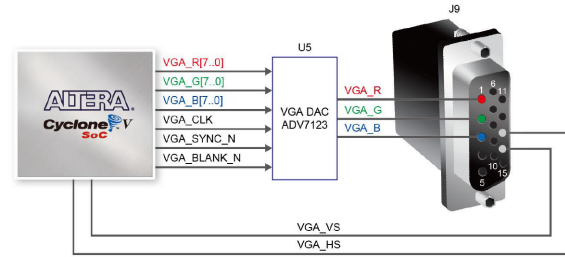 J9
U5
VGA_R[7..0]
VGA_G[7..0]
VGA_B[7..0]
VGA_CLK
VGA_SYNC_N
VGA_BLANK_N
ALTERA.
Cyclone V
SoC
VGA DAC
ADV7123
VGA_R
VGA_G
VGA_B
6
1
11
10
15
5
VGA_VS
VGA_HS